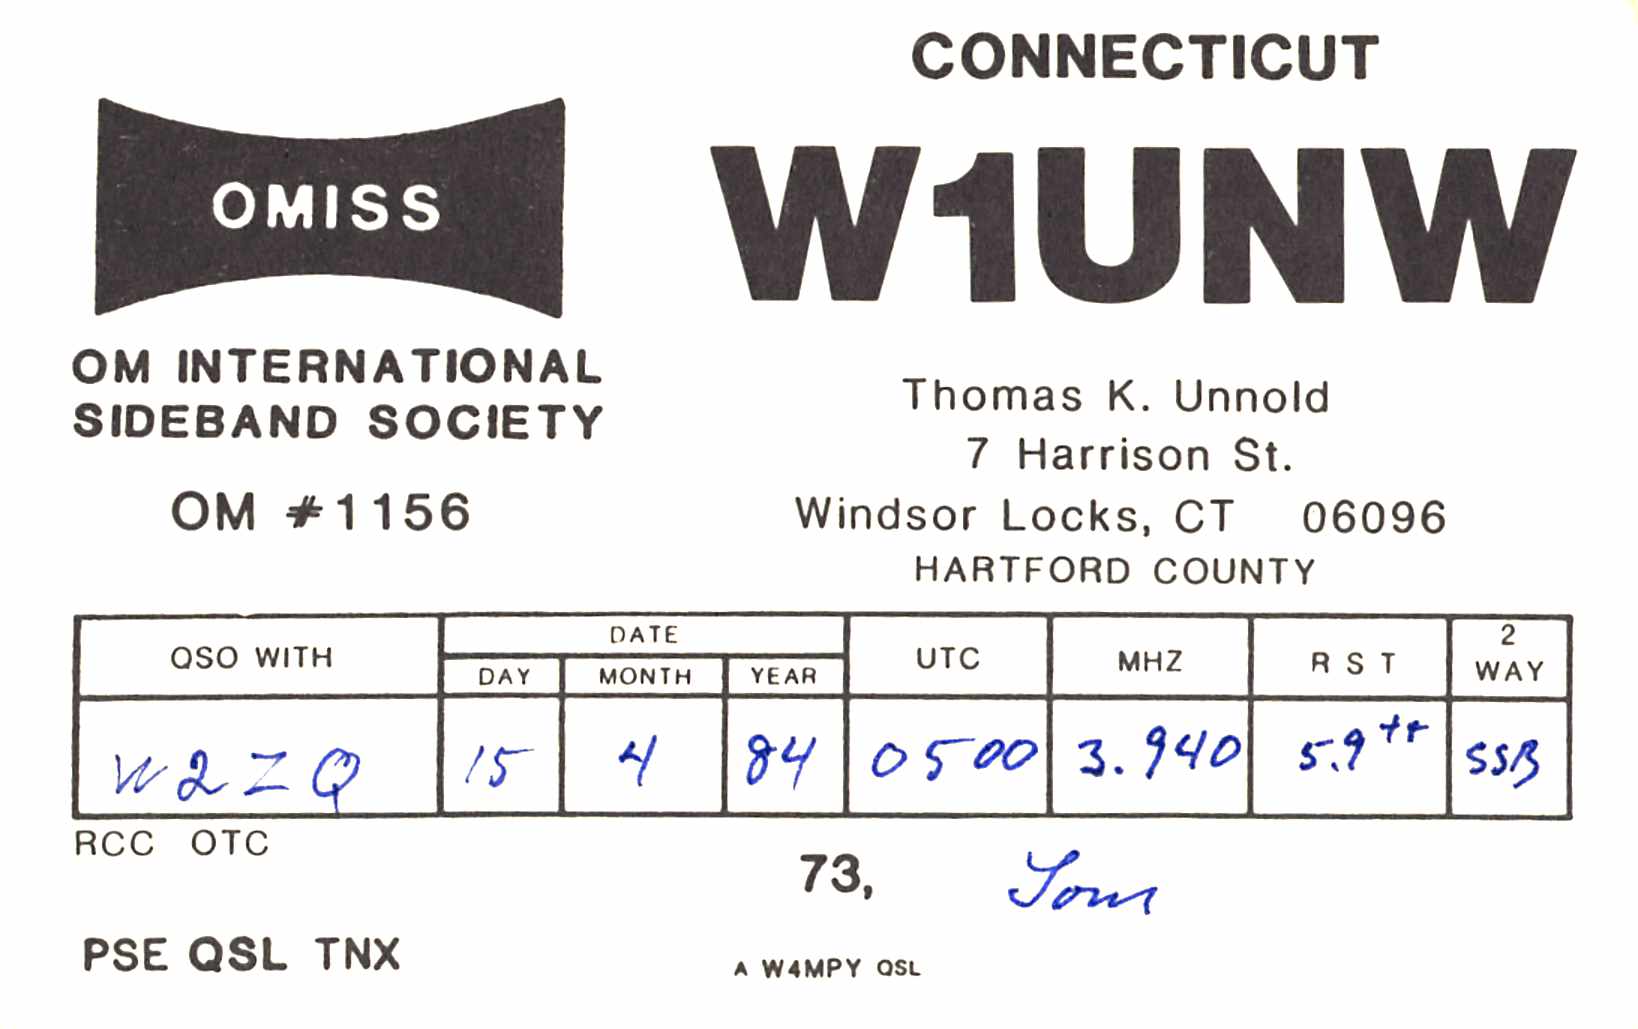 CONNECTICUT
OMISS
W1UNW
OM INTERNATIONAL
SIDEBAND SOCIETY
OM #1156
Thomas K. Unnold
7 Harrison St.
Windsor Locks, CT 06096
HARTFORD COUNTY
QSO WITH DATE UTC MHZ RST 2 WAY
DAY MONTH YEAR
W2ZQ 15 4 84 0500 3.940 5.9++ SSB
RCC OTC
73, Tom
PSE QSL TNX
A W4MPY QSL